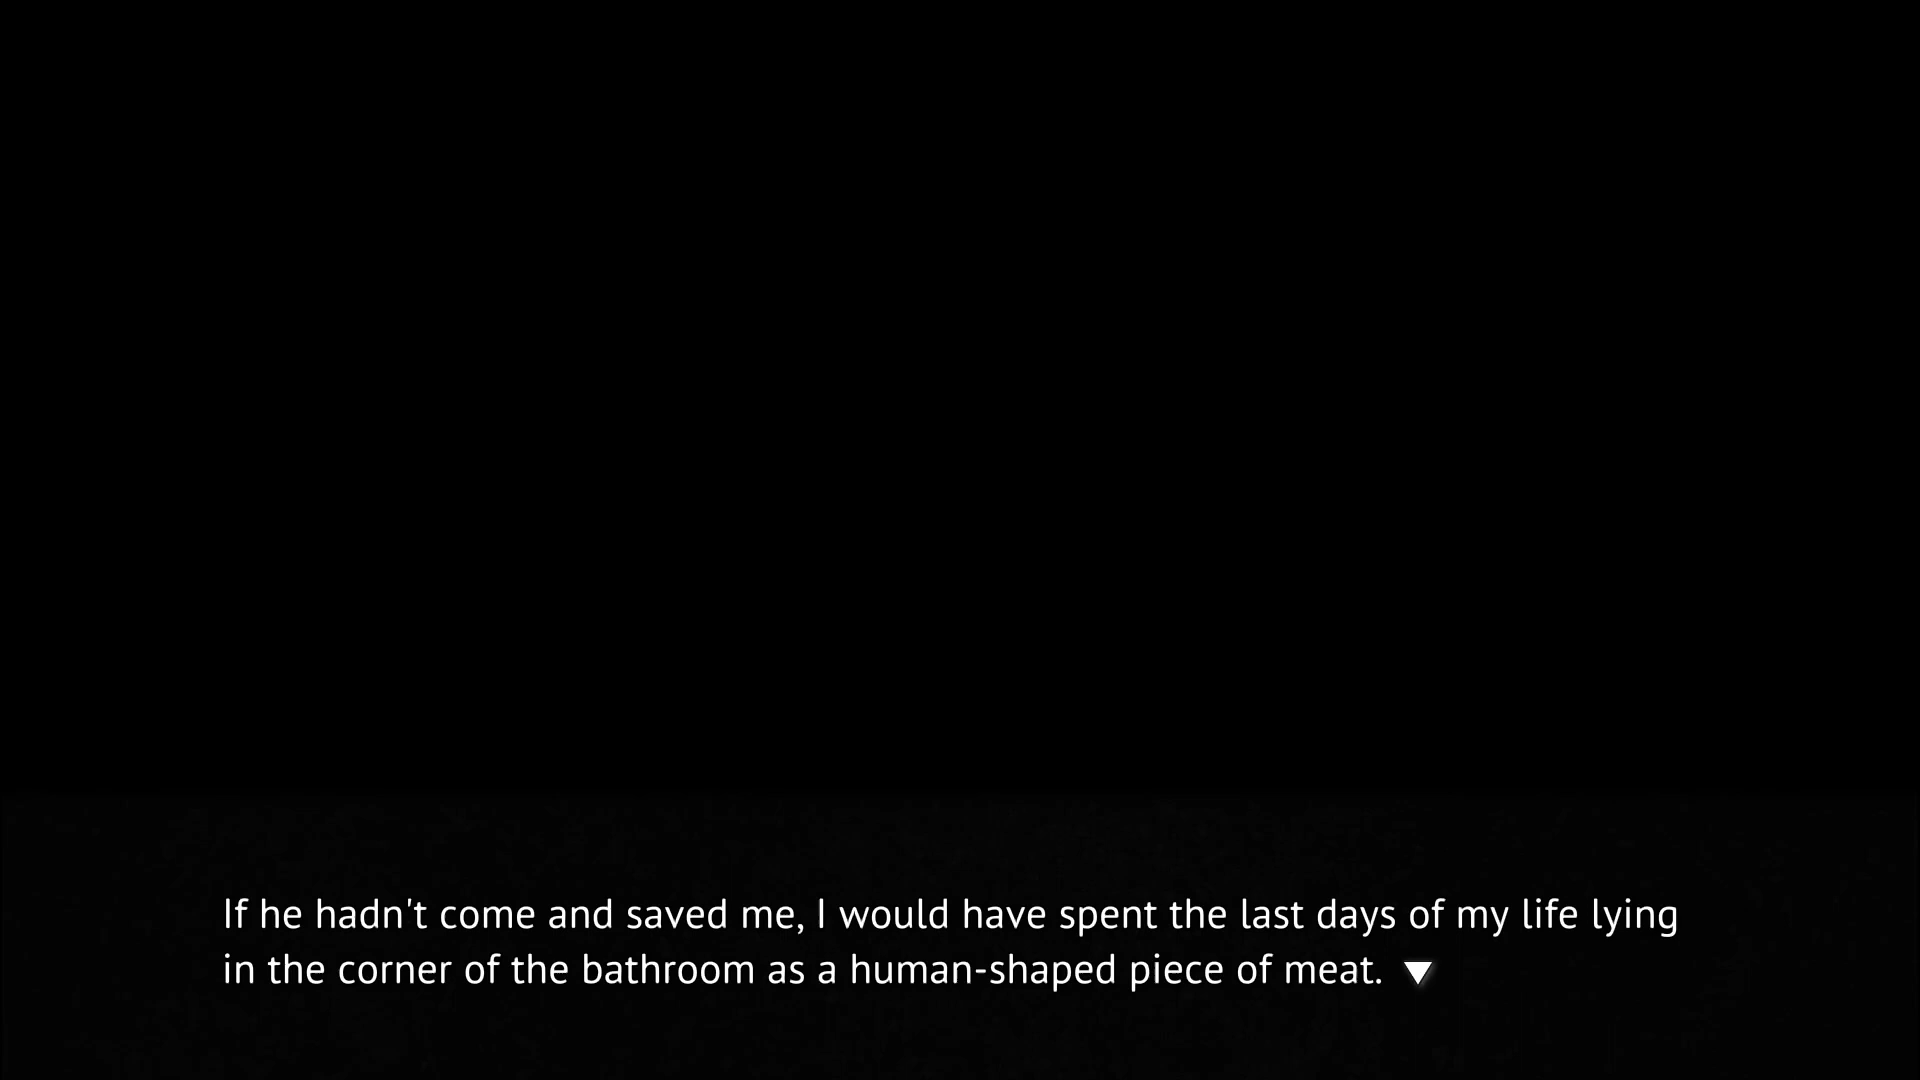 If he hadn't come and saved me, I would have spent the last days of my life lying
in the corner of the bathroom as a human-shaped piece of meat.